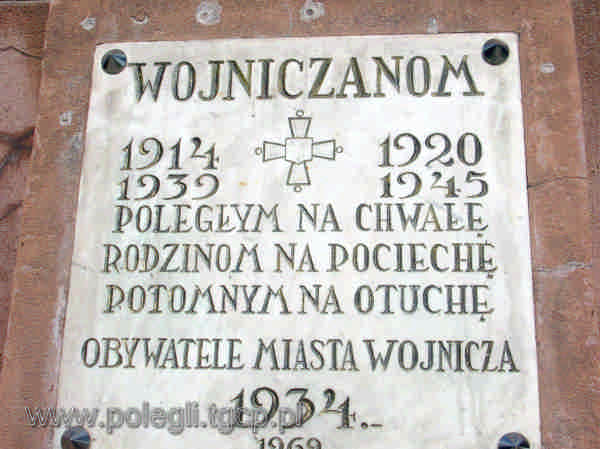 WOJNICZANOM
1914 1920
1939 1945
POLEGŁYM NA CHWAŁĘ
RODZINOM NA POCIECHĘ
POTOMNYM NA OTUCHĘ
OBYWATELE MIASTA WOJNICZA
1934.-
www.polegli.tgcp.pl
1969